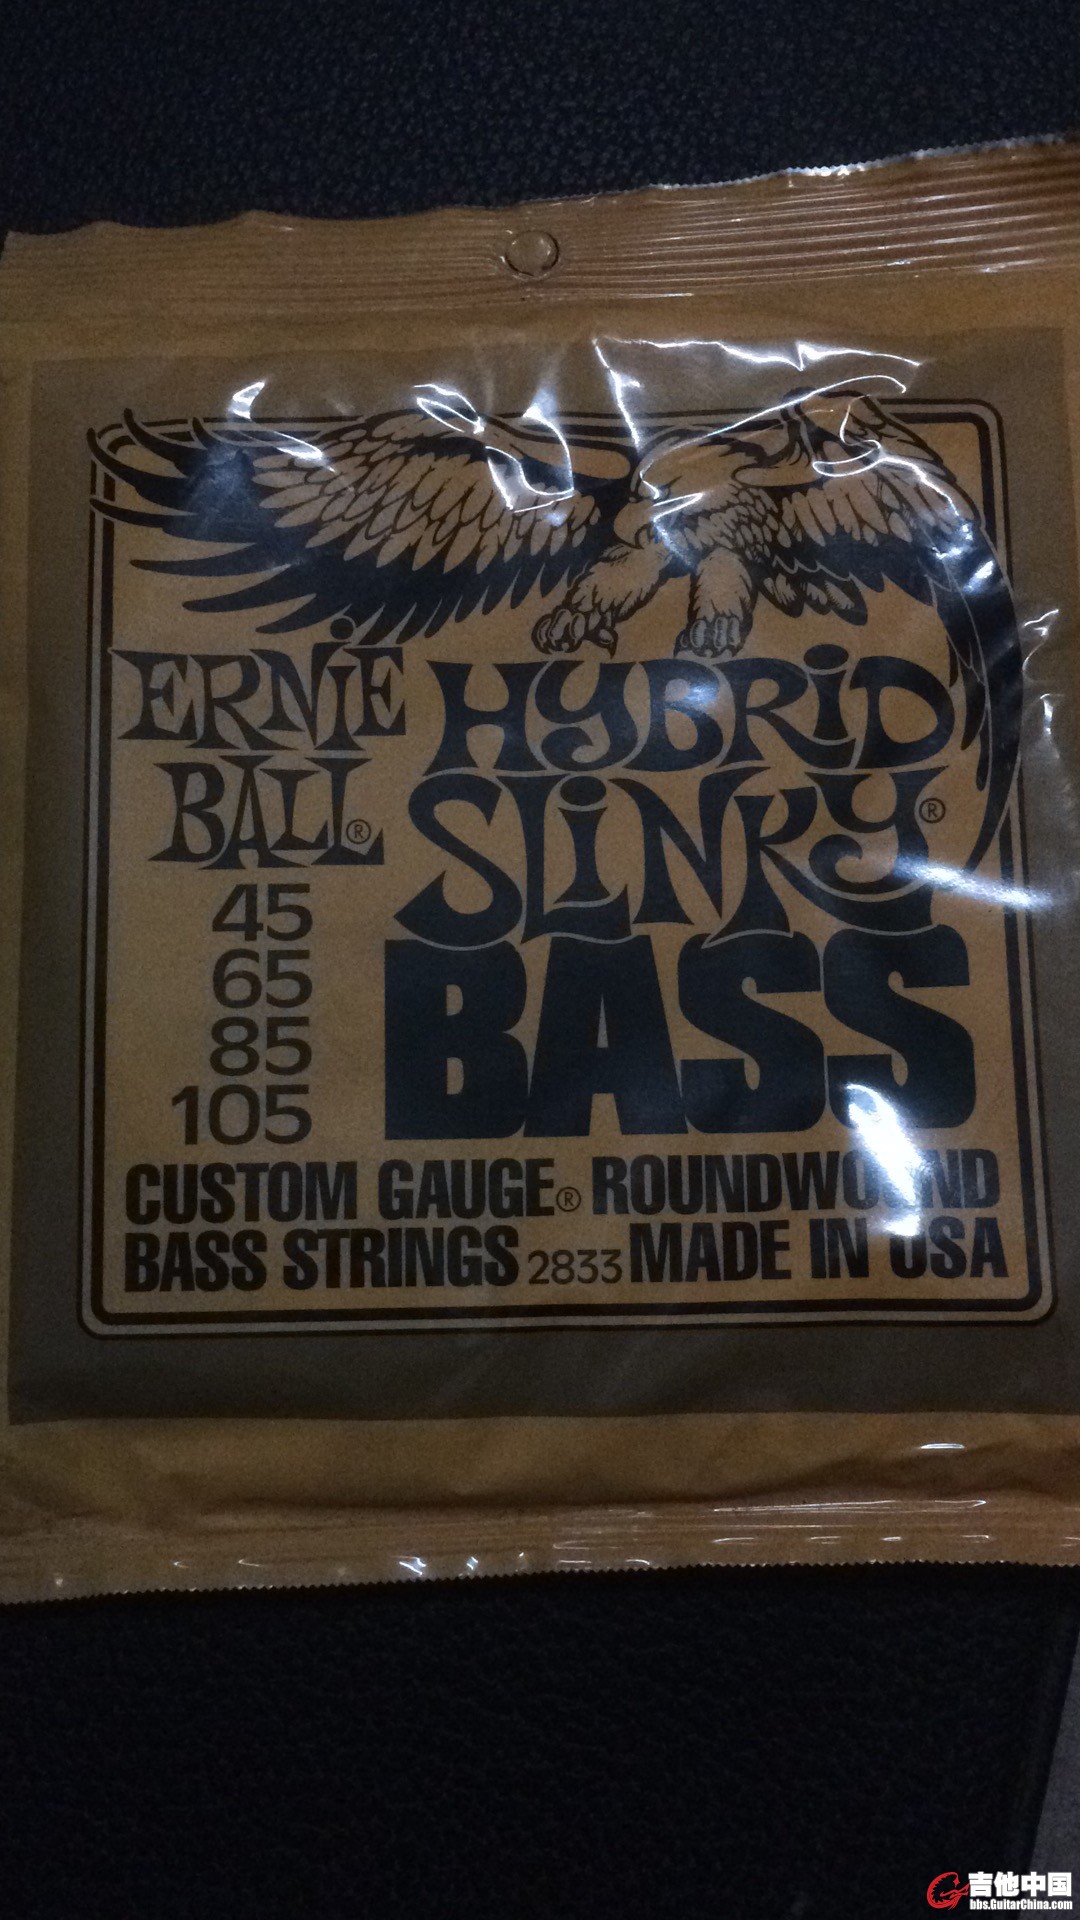 ERNiE
BALL®
HYBRiD
SLiNKY®
BASS
45
65
85
105
CUSTOM GAUGE® ROUNDWOUND
BASS STRINGS 2833 MADE IN USA
吉他中国
bbs.GuitarChina.com